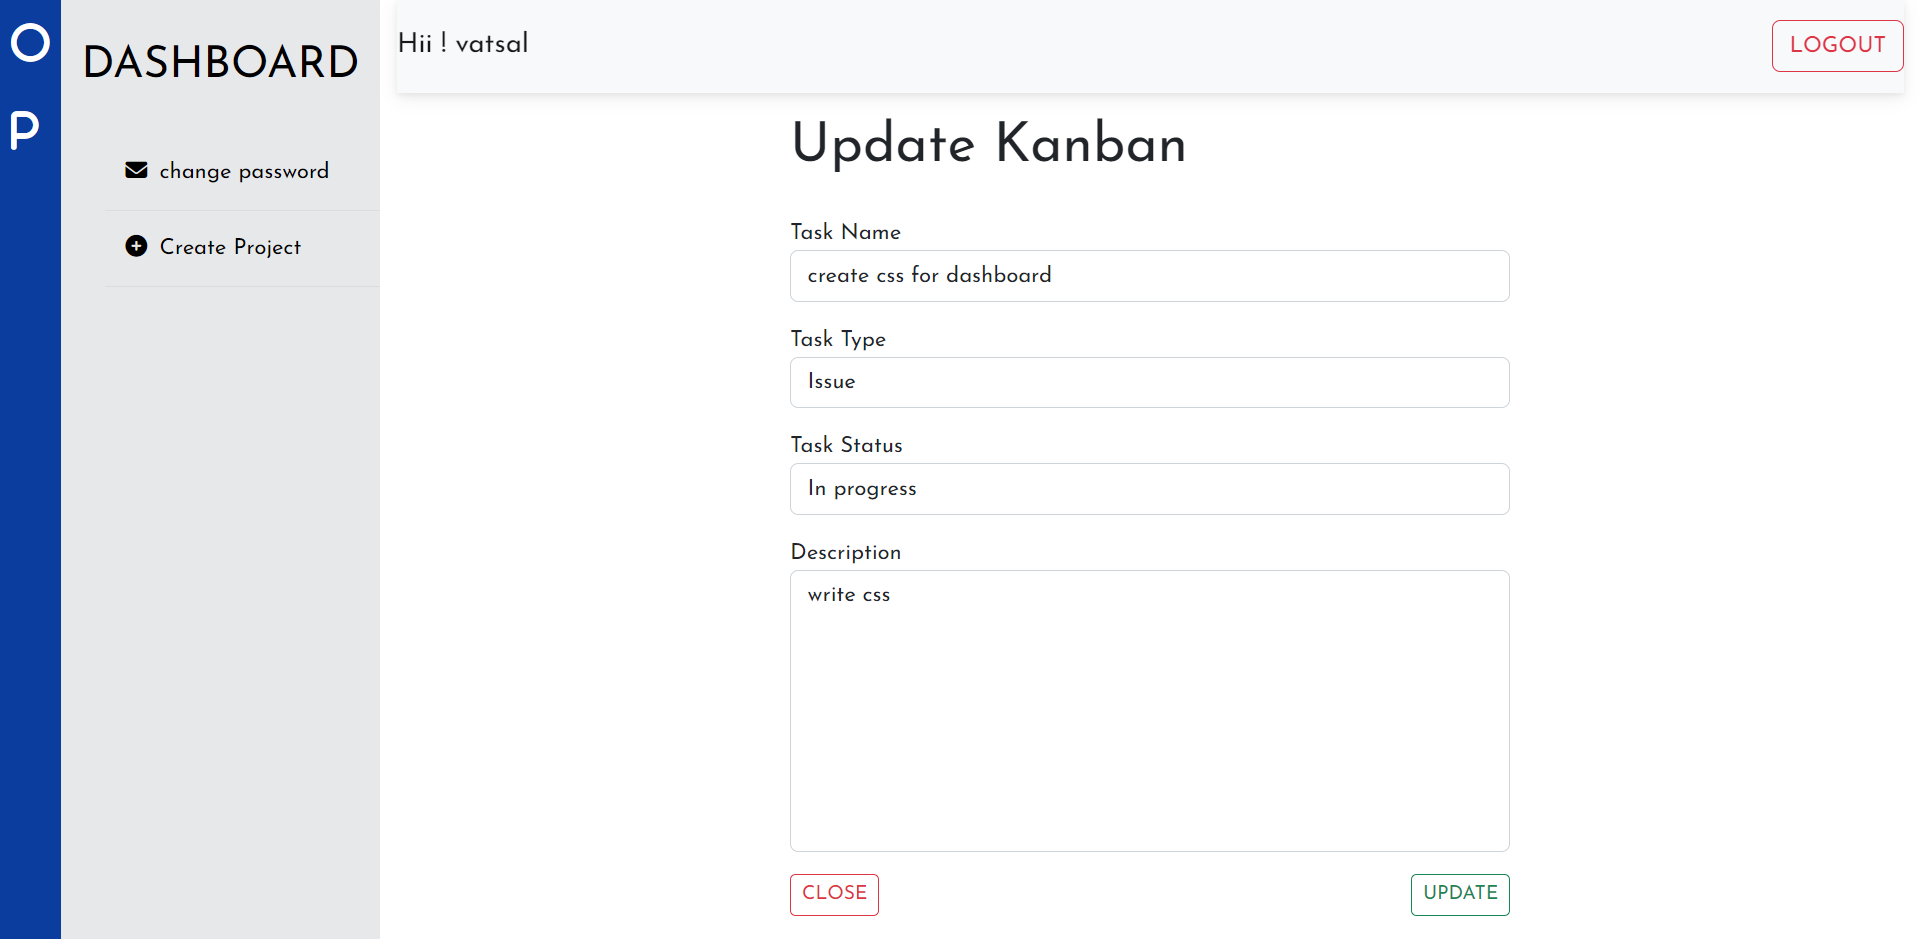 O
P
DASHBOARD
change password
Create Project
Hii ! vatsal
LOGOUT
Update Kanban
Task Name
create css for dashboard
Task Type
Issue
Task Status
In progress
Description
write css
CLOSE
UPDATE